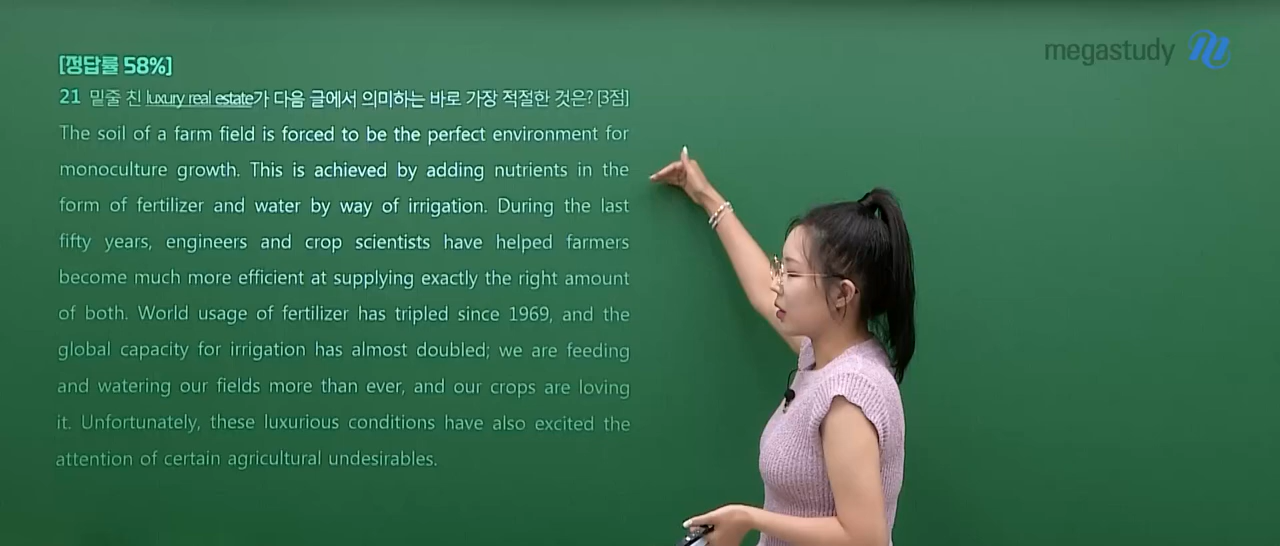 megastudy
[정답률 58%]
21 밑줄 친 luxury real estate가 다음 글에서 의미하는 바로 가장 적절한 것은? [3점]
The soil of a farm field is forced to be the perfect environment for
monoculture growth. This is achieved by adding nutrients in the
form of fertilizer and water by way of irrigation. During the last
fifty years, engineers and crop scientists have helped farmers
become much more efficient at supplying exactly the right amount
of both. World usage of fertilizer has tripled since 1969, and the
global capacity for irrigation has almost doubled; we are feeding
and watering our fields more than ever, and our crops are loving
it. Unfortunately, these luxurious conditions have also excited the
attention of certain agricultural undesirables.